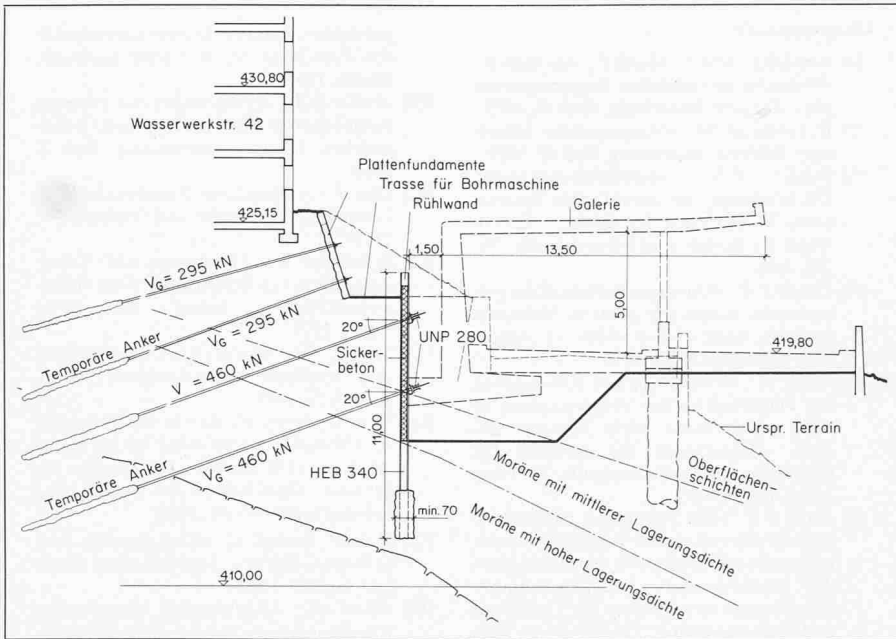 430,80
Wasserwerkstr. 42
Plattenfundamente
Trasse für Bohrmaschine
Rühlwand
425,15
Galerie
1,50
13,50
V_G = 295 kN
5,00
20°
UNP 280
V_G = 295 kN
Temporäre Anker
Sicker-
beton
419,80
V = 460 kN
20°
11,00
Urspr. Terrain
V_G = 460 kN
HEB 340
Oberflächen-
schichten
Temporäre Anker
Moräne mit mittlerer Lagerungsdichte
min. 70
Moräne mit hoher Lagerungsdichte
410,00